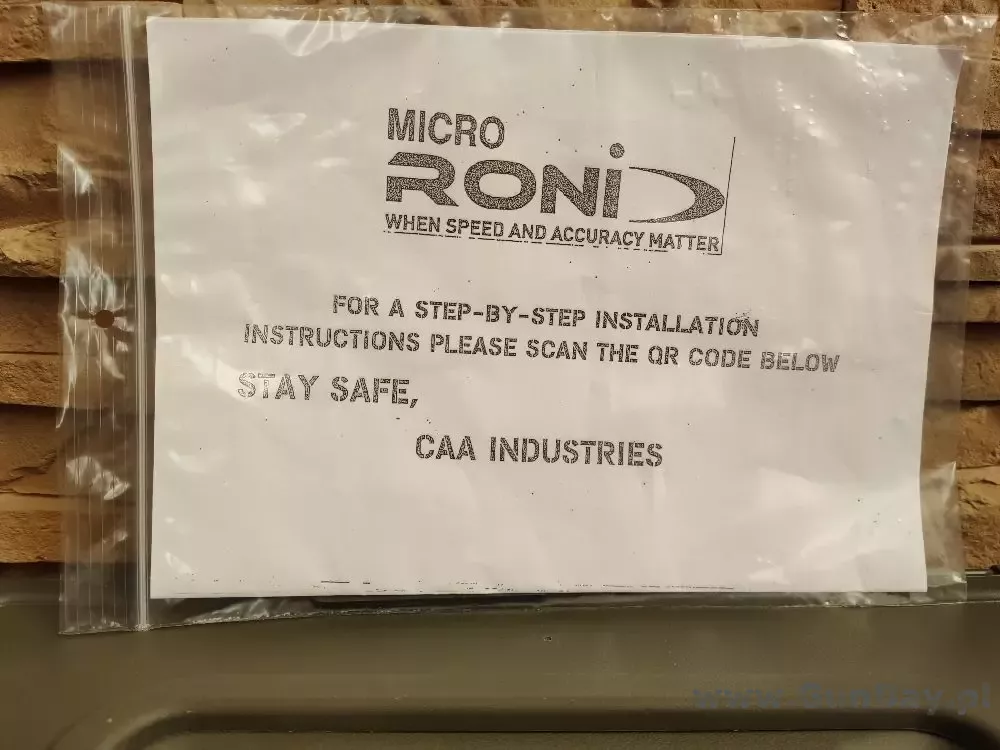 MICRO
RONI
WHEN SPEED AND ACCURACY MATTER
FOR A STEP-BY-STEP INSTALLATION
INSTRUCTIONS PLEASE SCAN THE QR CODE BELOW
STAY SAFE,
CAA INDUSTRIES